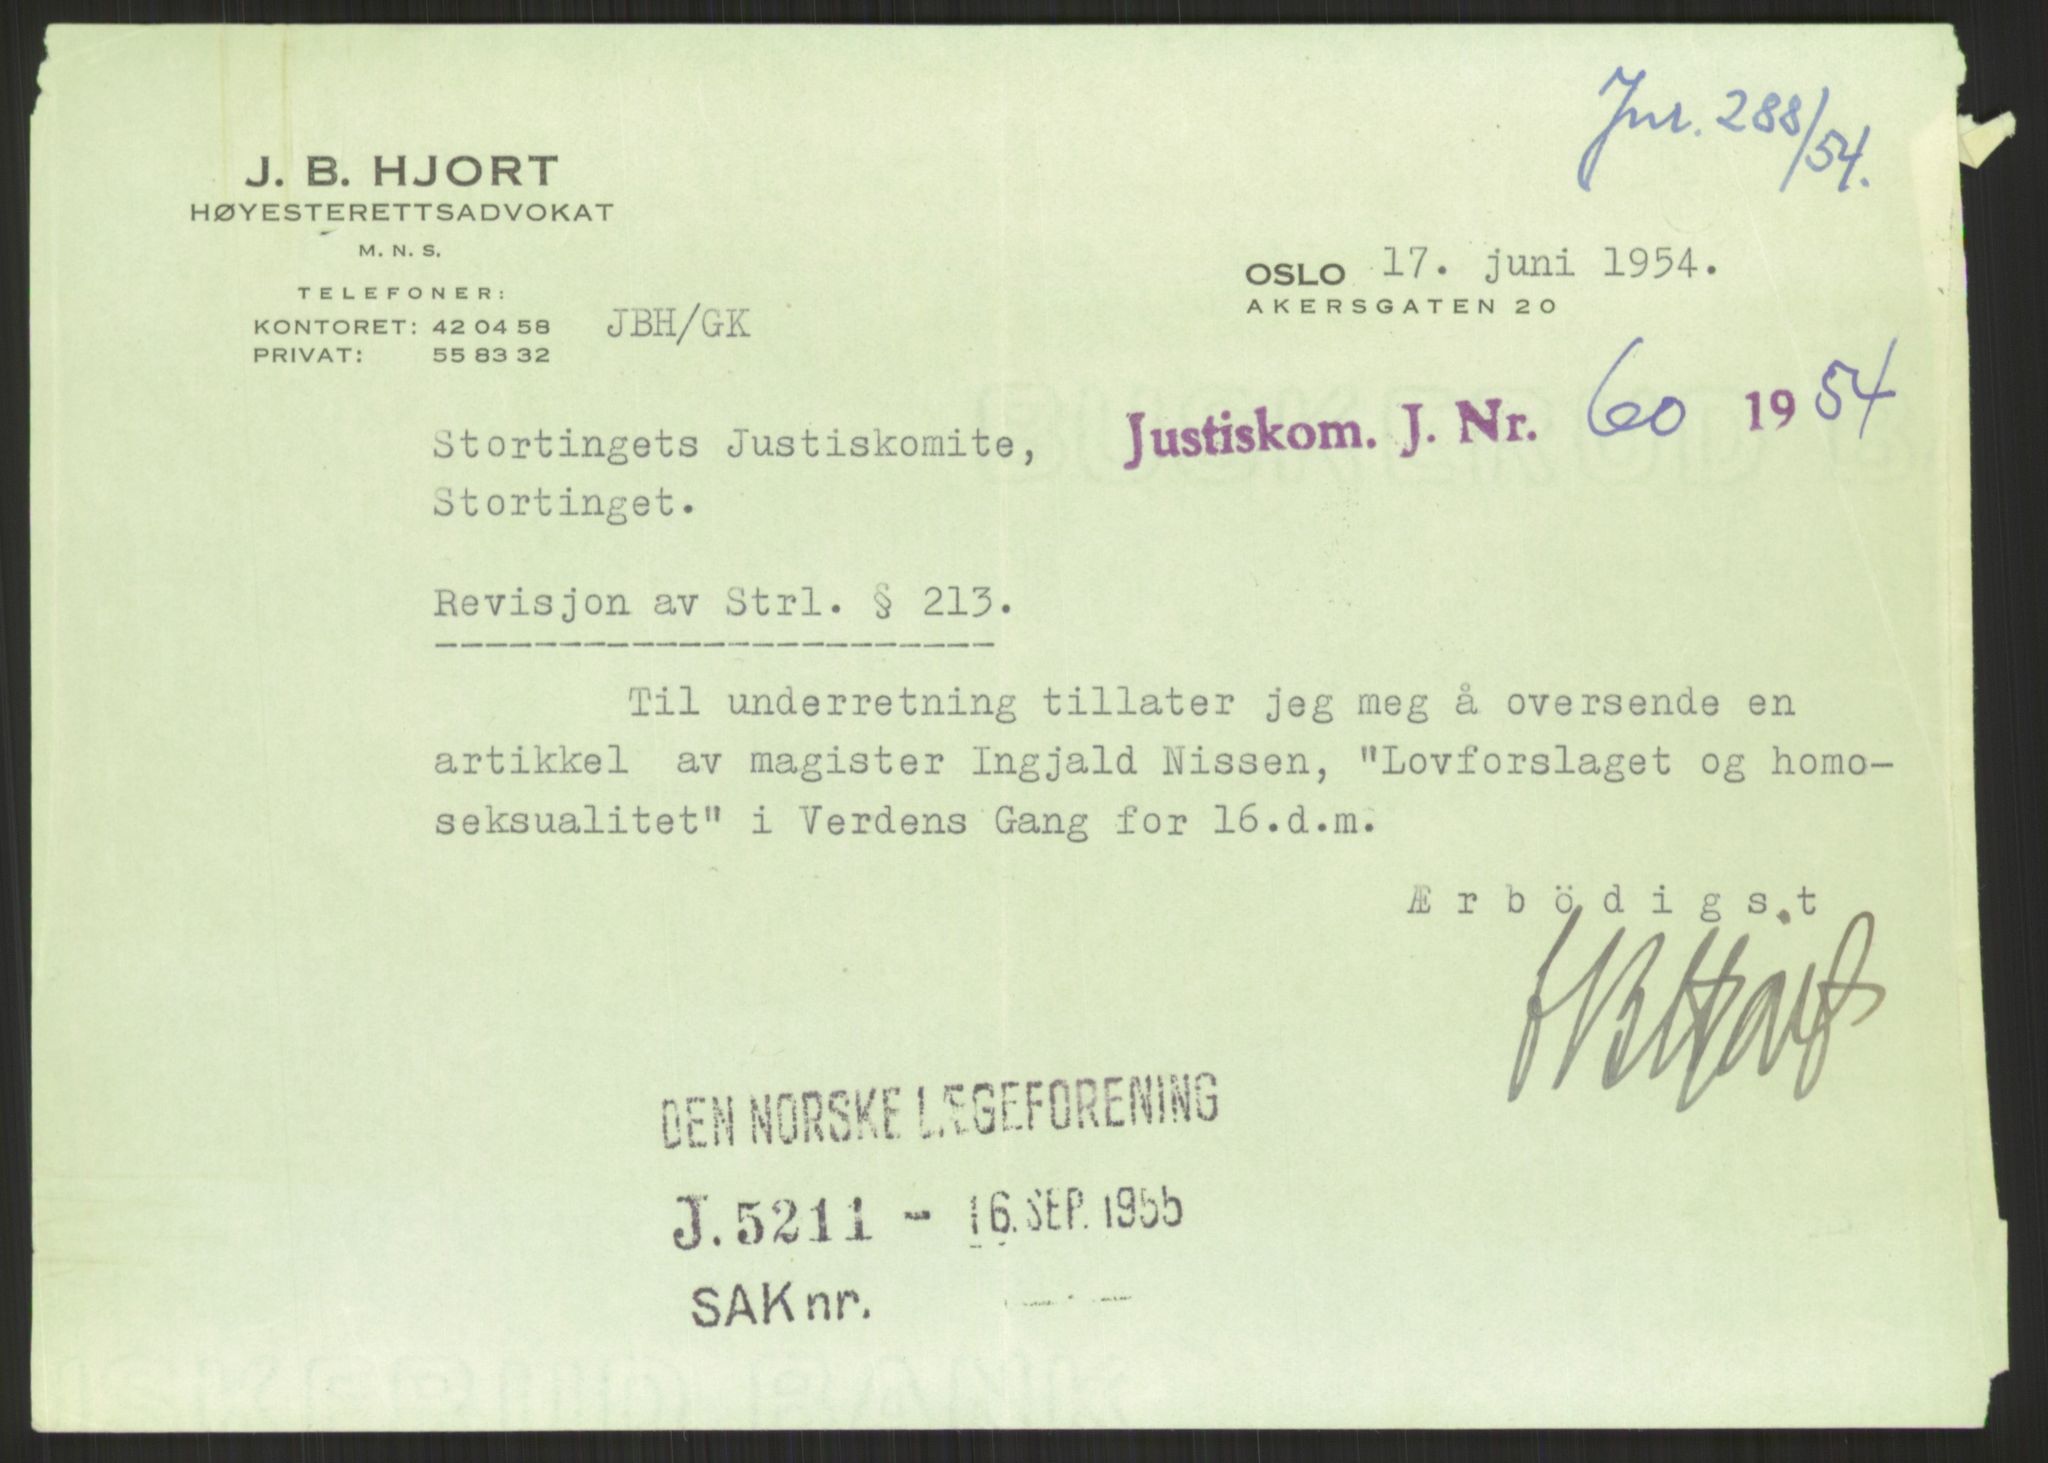 Jnr. 288/54.
J. B. HJORT
HØYESTERETTSADVOKAT
M. N. S.
TELEFONER:
KONTORET: 42 04 58
PRIVAT: 55 83 32
JBH/GK
OSLO 17. juni 1954.
AKERSGATEN 20
Justiskom. J. Nr. 60 1954
Stortingets Justiskomite,
Stortinget.
Revisjon av Strl. § 213.
Til underretning tillater jeg meg å oversende en
artikkel av magister Ingjald Nissen, "Lovforslaget og homo-
seksualitet" i Verdens Gang for 16.d.m.
Ærbödigst
JBHjort
DEN NORSKE LÆGEFORENING
J. 5211 - 16. SEP. 1955
SAK nr.